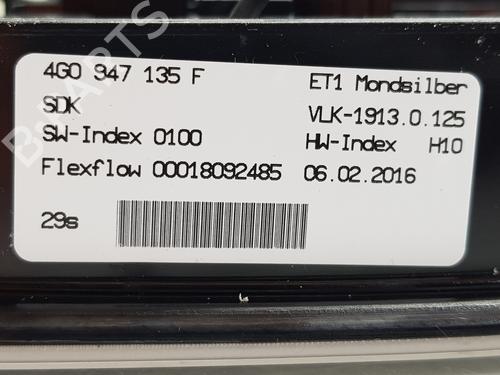 4G0 947 135 F ET1 Mondsilber
SDK VLK-1913.0.125
SW-Index 0100 HW-Index H10
Flexflow 00018092485 06.02.2016
29s
B-PARTS